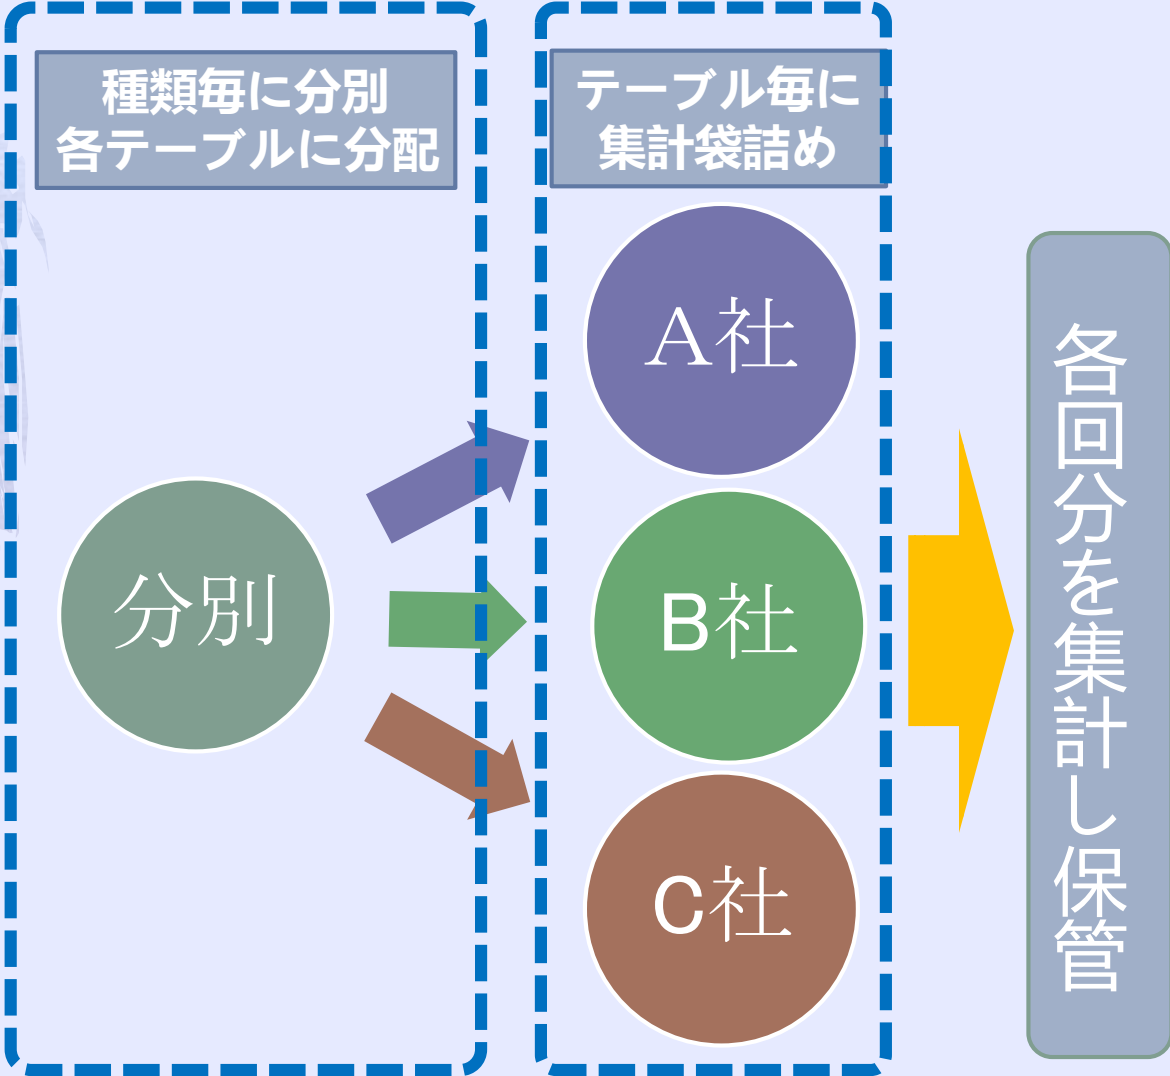 種類毎に分別
各テーブルに分配
テーブル毎に
集計袋詰め
分別
A社
B社
C社
各回分を集計し保管